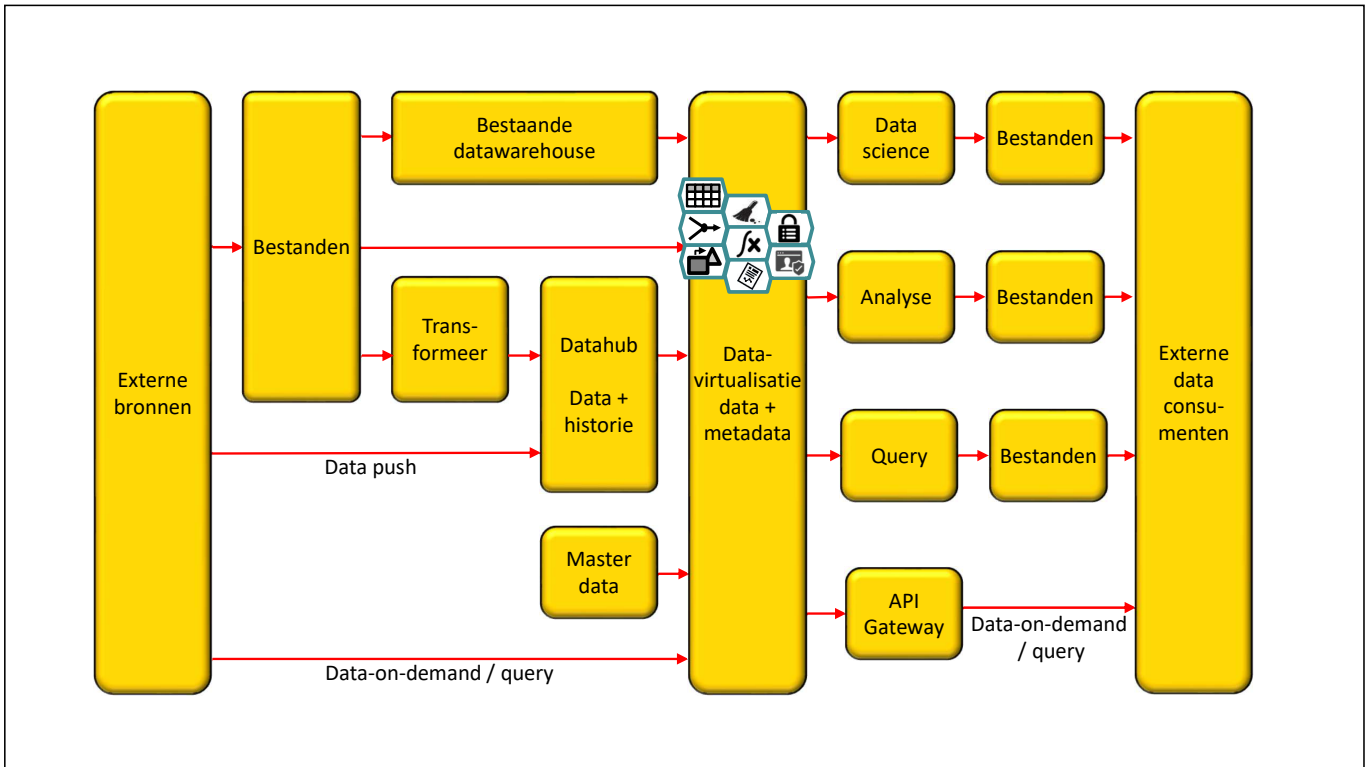 Externe
bronnen
Bestanden
Bestaande
datawarehouse
Trans-
formeer
Datahub
Data +
historie
Data push
Master
data
Data-on-demand / query
Data-
virtualisatie
data +
metadata
Data
science
Bestanden
Analyse
Bestanden
Query
Bestanden
API
Gateway
Data-on-demand
/ query
Externe
data
consu-
menten